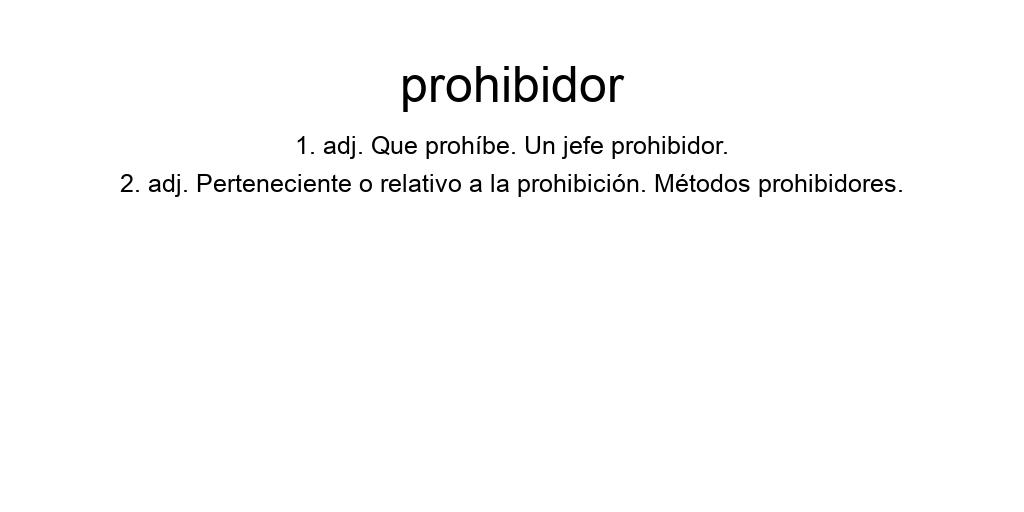 prohibidor
1. adj. Que prohíbe. Un jefe prohibidor.
2. adj. Perteneciente o relativo a la prohibición. Métodos prohibidores.